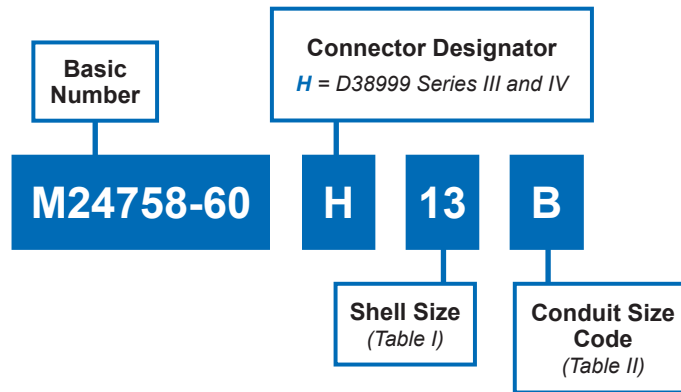 Connector Designator
H = D38999 Series III and IV
Basic
Number
M24758-60
H
13
B
Shell Size
(Table I)
Conduit Size
Code
(Table II)